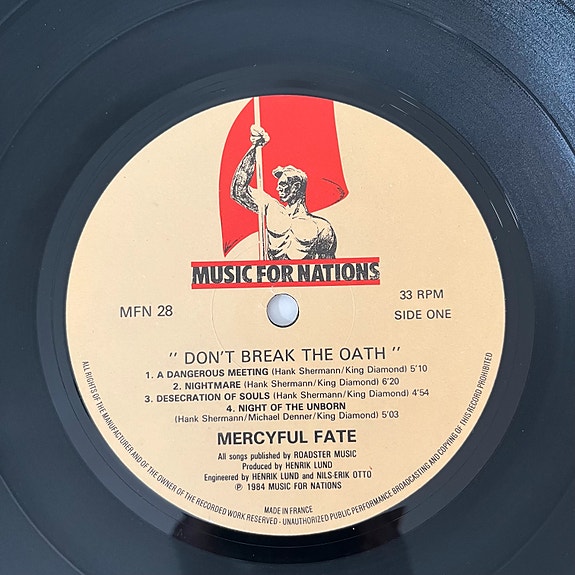 MUSIC FOR NATIONS
MFN 28
33 RPM
SIDE ONE
" DON'T BREAK THE OATH "
1. A DANGEROUS MEETING (Hank Shermann/King Diamond) 5'10
2. NIGHTMARE (Hank Shermann/King Diamond) 6'20
3. DESECRATION OF SOULS (Hank Shermann/King Diamond) 4'54
4. NIGHT OF THE UNBORN
(Hank Shermann/Michael Denner/King Diamond) 5'03
MERCYFUL FATE
All songs published by ROADSTER MUSIC
Produced by HENRIK LUND
Engineered by HENRIK LUND and NILS-ERIK OTTO
℗ 1984 MUSIC FOR NATIONS
MADE IN FRANCE
ALL RIGHTS OF THE MANUFACTURER AND OF THE OWNER OF THE RECORDED WORK RESERVED - UNAUTHORIZED PUBLIC PERFORMANCE BROADCASTING AND COPYING OF THIS RECORD PROHIBITED